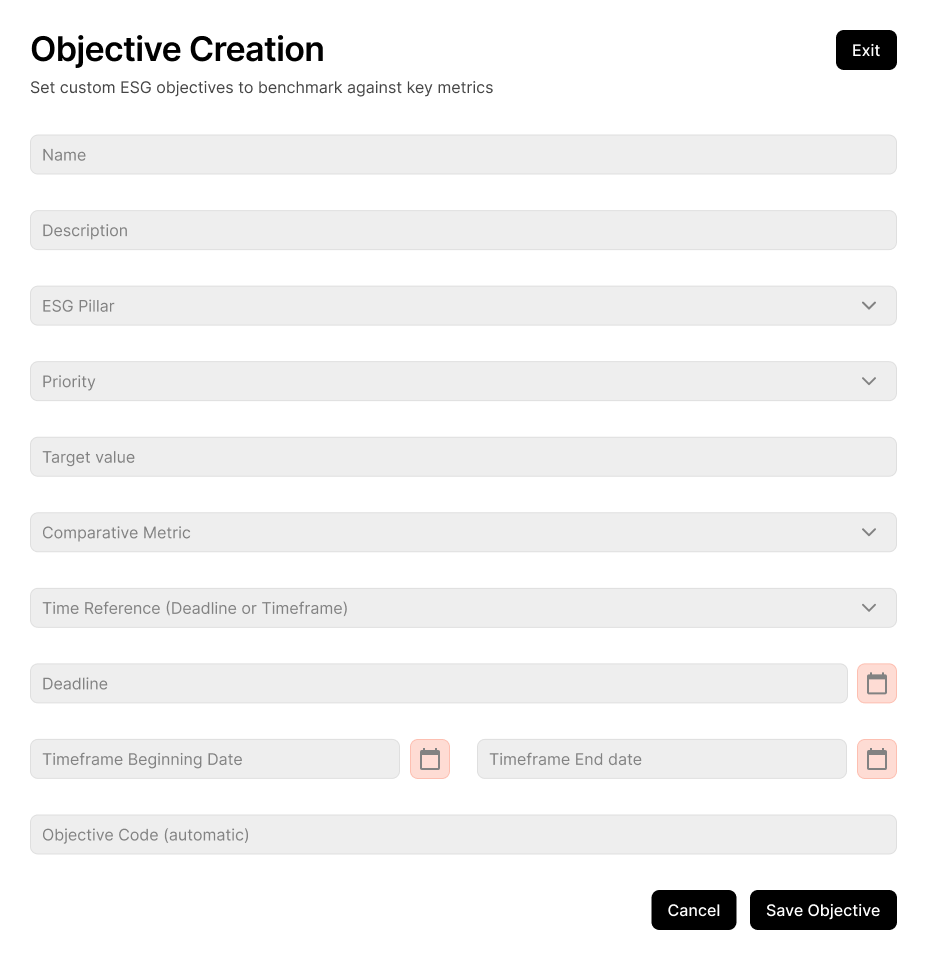 Objective Creation
Exit
Set custom ESG objectives to benchmark against key metrics
Name
Description
ESG Pillar
Priority
Target value
Comparative Metric
Time Reference (Deadline or Timeframe)
Deadline
Timeframe Beginning Date
Timeframe End date
Objective Code (automatic)
Cancel
Save Objective